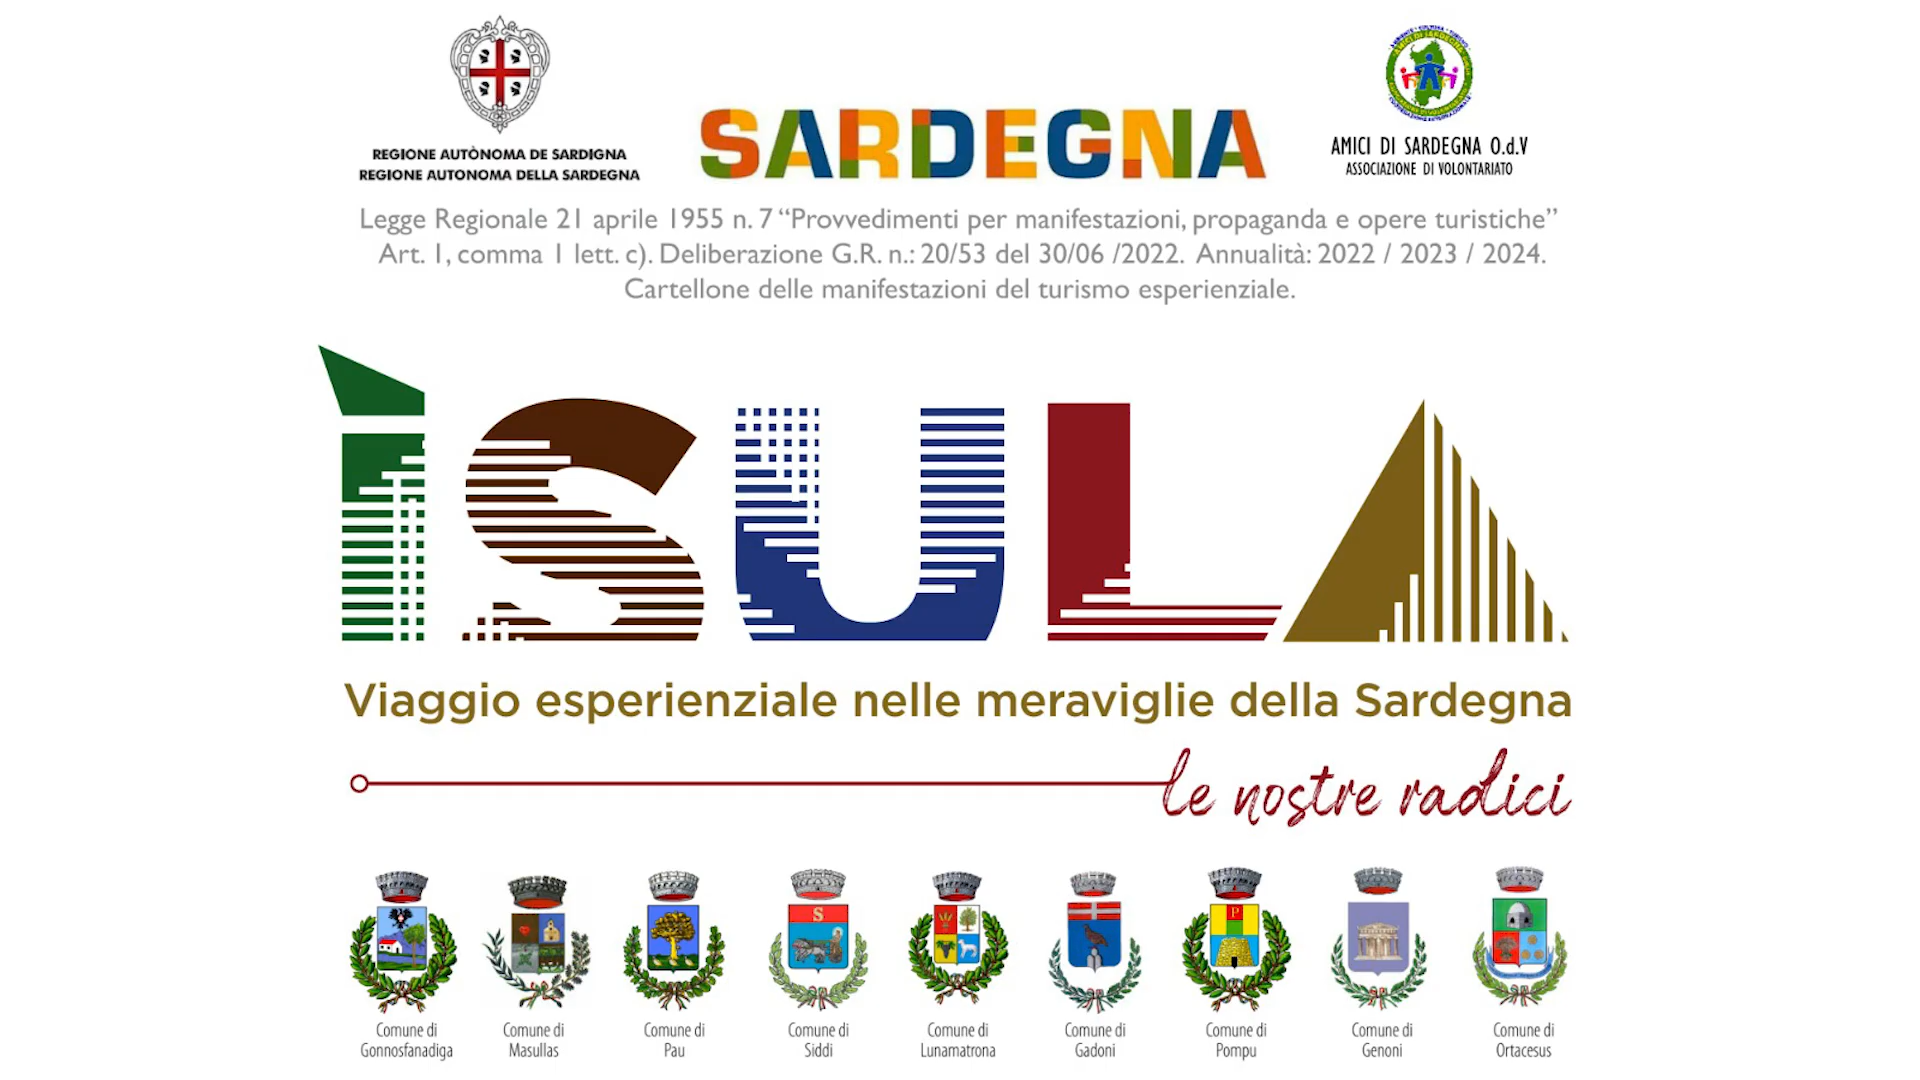 REGIONE AUTÒNOMA DE SARDIGNA
REGIONE AUTONOMA DELLA SARDEGNA
SARDEGNA
AMICI DI SARDEGNA O.d.V
ASSOCIAZIONE DI VOLONTARIATO
Legge Regionale 21 aprile 1955 n. 7 “Provvedimenti per manifestazioni, propaganda e opere turistiche”
Art. 1, comma 1 lett. c). Deliberazione G.R. n.: 20/53 del 30/06 /2022. Annualità: 2022 / 2023 / 2024.
Cartellone delle manifestazioni del turismo esperienziale.
ISULA
Viaggio esperienziale nelle meraviglie della Sardegna
le nostre radici
S
P
Comune di
Gonnosfanadiga
Comune di
Masullas
Comune di
Pau
Comune di
Siddi
Comune di
Lunamatrona
Comune di
Gadoni
Comune di
Pompu
Comune di
Genoni
Comune di
Ortacesus